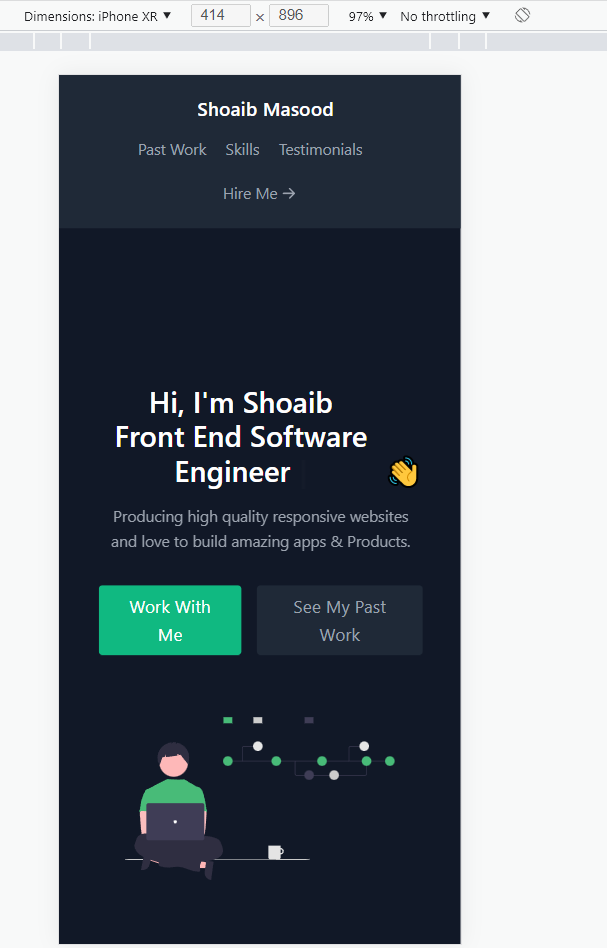 Dimensions: iPhone XR ▼ 414 × 896 97% ▼ No throttling ▼
Shoaib Masood
Past Work Skills Testimonials
Hire Me →
Hi, I'm Shoaib
Front End Software
Engineer
Producing high quality responsive websites
and love to build amazing apps & Products.
Work With
Me
See My Past
Work